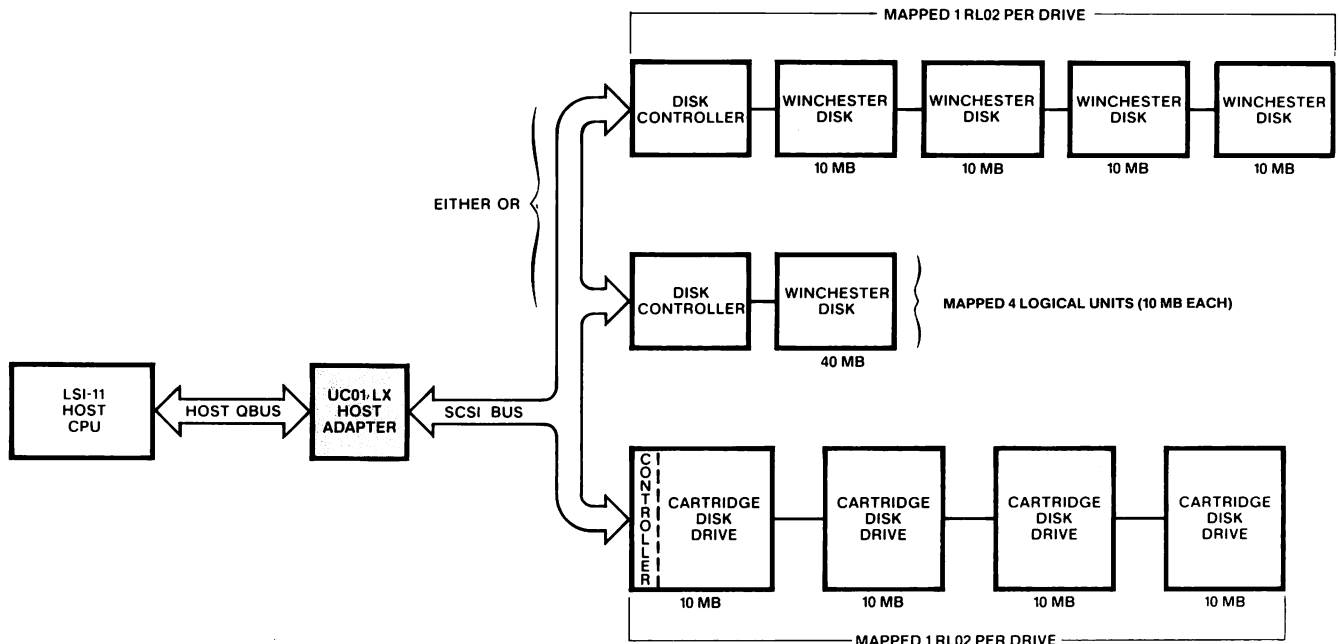 MAPPED 1 RL02 PER DRIVE
DISK
CONTROLLER
WINCHESTER
DISK
10 MB
WINCHESTER
DISK
10 MB
WINCHESTER
DISK
10 MB
WINCHESTER
DISK
10 MB
EITHER OR
DISK
CONTROLLER
WINCHESTER
DISK
40 MB
MAPPED 4 LOGICAL UNITS (10 MB EACH)
LSI-11
HOST
CPU
HOST QBUS
UC01/LX
HOST
ADAPTER
SCSI BUS
CONTROLLER
CARTRIDGE
DISK
DRIVE
10 MB
CARTRIDGE
DISK
DRIVE
10 MB
CARTRIDGE
DISK
DRIVE
10 MB
CARTRIDGE
DISK
DRIVE
10 MB
MAPPED 1 RL02 PER DRIVE